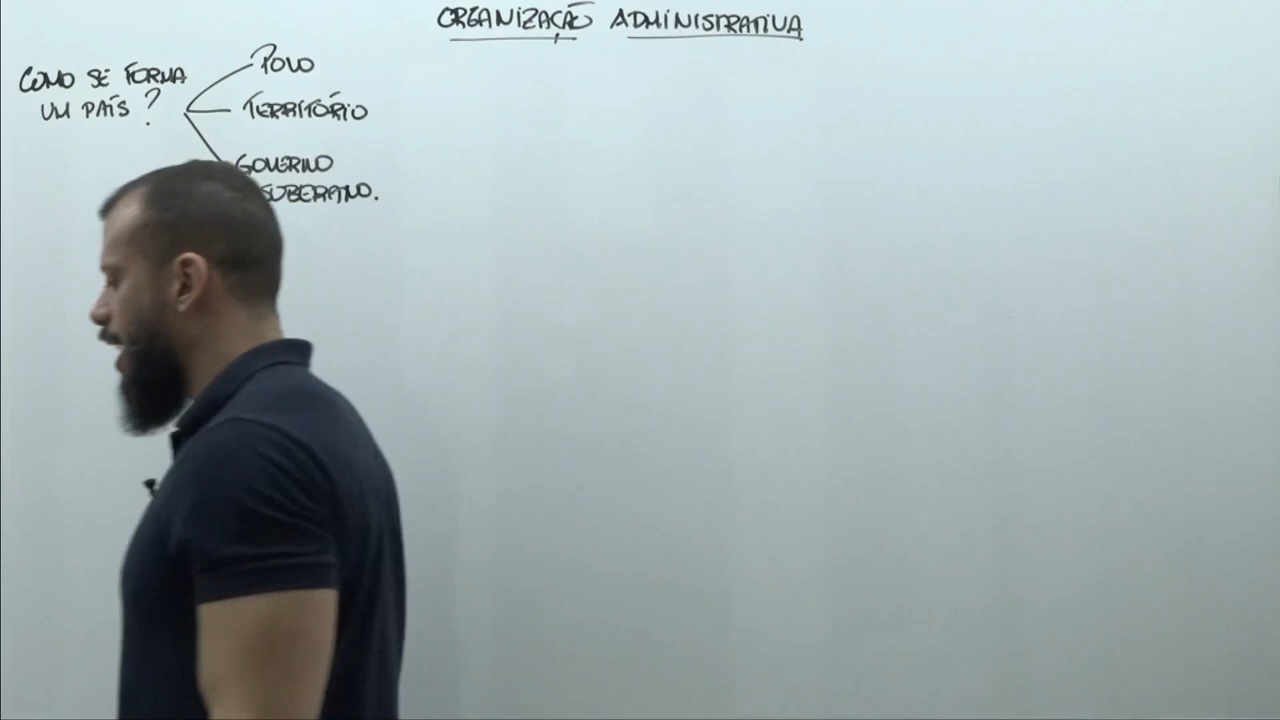 ORGANIZAÇÃO ADMINISTRATIVA
COMO SE FORMA
UM PAÍS ?
POVO
TERRITÓRIO
GOVERNO
SOBERANO.